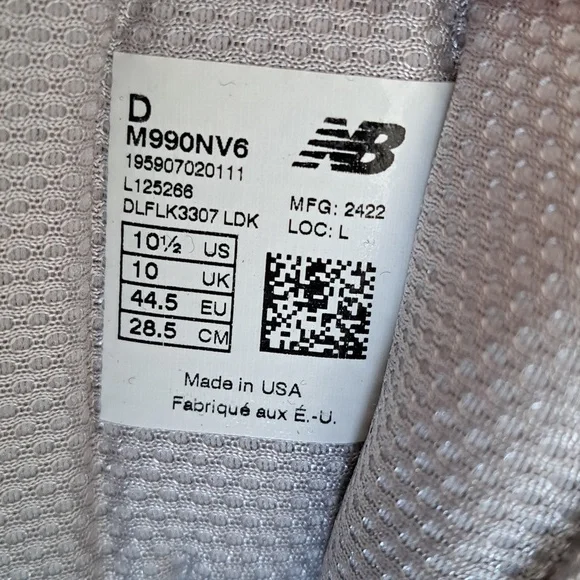 D
M990NV6
195907020111
L125266
DLFLK3307 LDK
10½ US
10 UK
44.5 EU
28.5 CM
NB
MFG: 2422
LOC: L
Made in USA
Fabriqué aux É.-U.